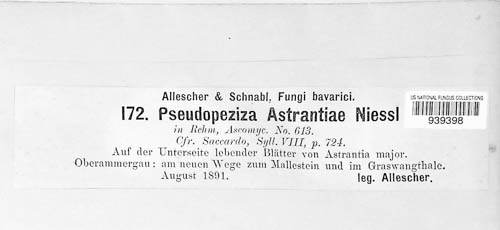 Allescher & Schnabl, Fungi bavarici.
172. Pseudopeziza Astrantiae Niessl
in Rehm, Ascomyc. No. 613.
Cfr. Saccardo, Syll. VIII, p. 724.
Auf der Unterseite lebender Blätter von Astrantia major.
Oberammergau: am neuen Wege zum Mallestein und im Graswangthale.
August 1891. leg. Allescher.
US NATIONAL FUNGUS COLLECTIONS
939398